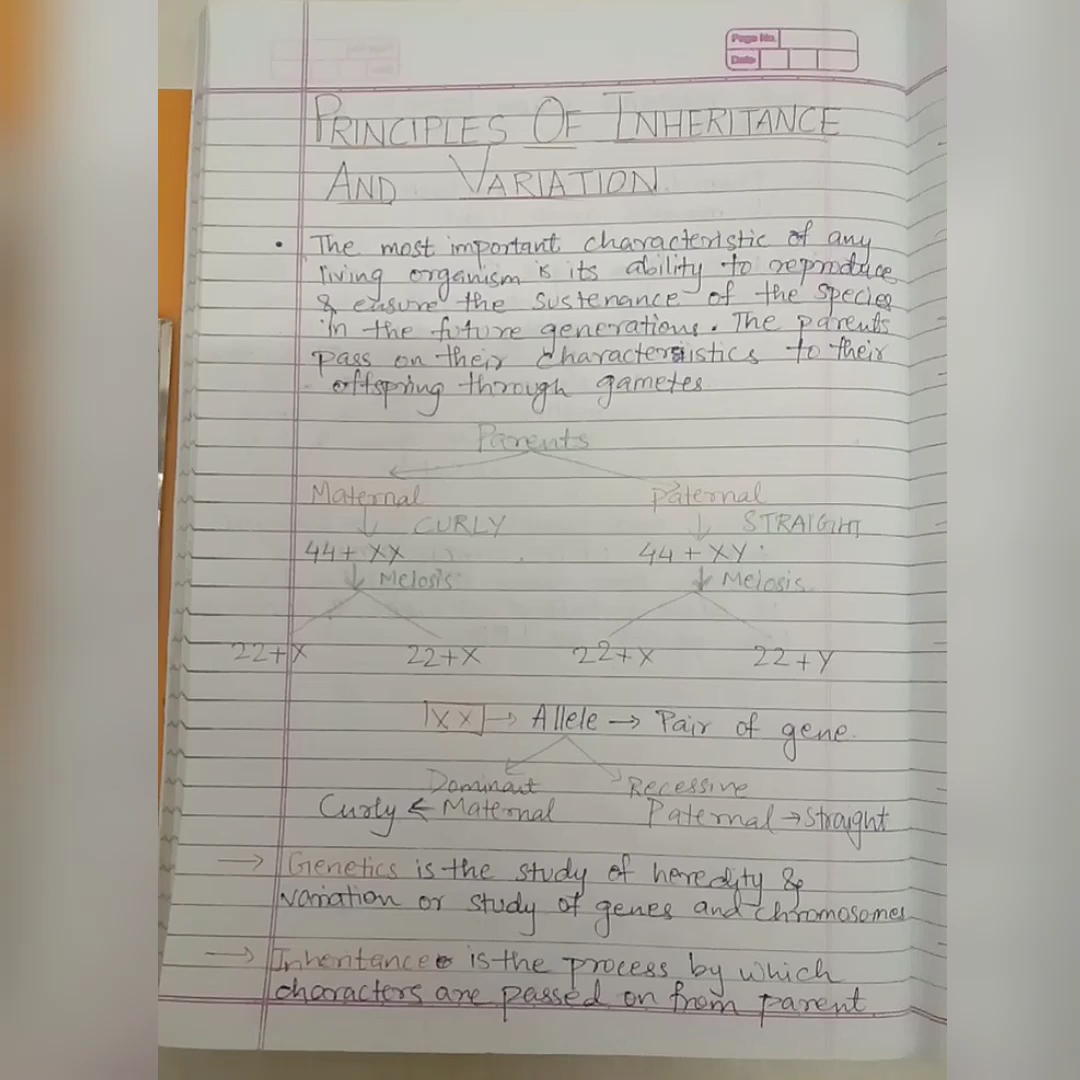 Page No.
Date
PRINCIPLES OF INHERITANCE
AND VARIATION
• The most important characteristic of any
living organism is its ability to reproduce
& ensure the sustenance of the species
in the future generations. The parents
pass on their characteristics to their
offspring through gametes
Parents
Maternal Paternal
CURLY STRAIGHT
44+ XX 44 + XY
Meiosis Meiosis
22+X 22+X 22+X 22+Y
XX → Allele → Pair of gene.
Dominant Recessive
Curly ← Maternal Paternal → Straight
→ Genetics is the study of heredity &
variation or study of genes and chromosomes
→ Inheritance is the process by which
characters are passed on from parent